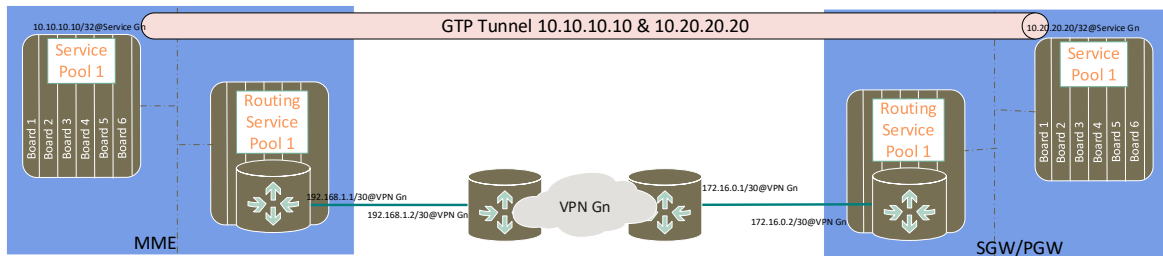 GTP Tunnel 10.10.10.10 & 10.20.20.20
10.10.10.10/32@Service Gn
10.20.20.20/32@Service Gn
Service
Pool 1
Board 1
Board 2
Board 3
Board 4
Board 5
Board 6
Routing
Service
Pool 1
192.168.1.1/30@VPN Gn
192.168.1.2/30@VPN Gn
MME
VPN Gn
172.16.0.1/30@VPN Gn
172.16.0.2/30@VPN Gn
Routing
Service
Pool 1
Service
Pool 1
Board 1
Board 2
Board 3
Board 4
Board 5
Board 6
SGW/PGW